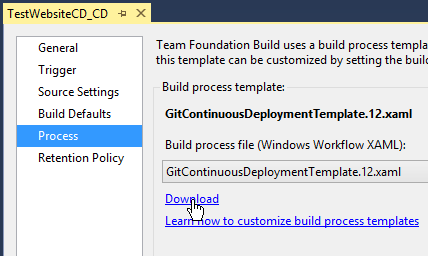 TestWebsiteCD_CD
General
Trigger
Source Settings
Build Defaults
Process
Retention Policy
Team Foundation Build uses a build process templa
this template can be customized by setting the build
Build process template:
GitContinuousDeploymentTemplate.12.xaml
Build process file (Windows Workflow XAML):
GitContinuousDeploymentTemplate.12.xaml
Download
Learn how to customize build process templates